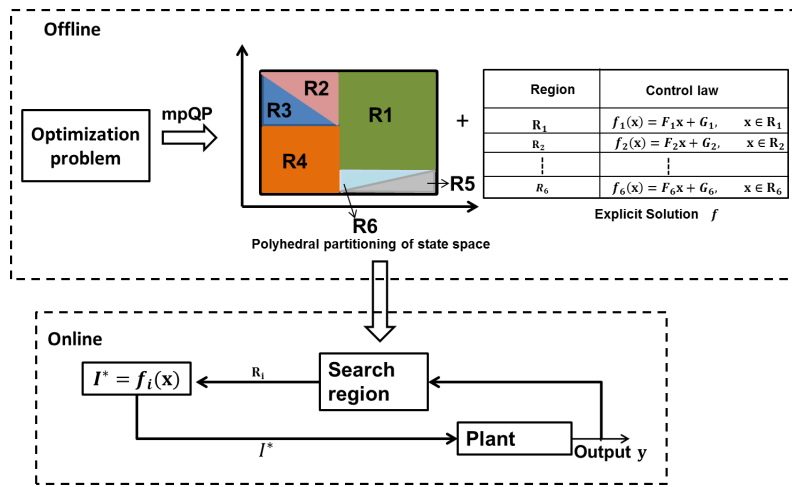 Offline
Optimization
problem
mpQP
R1
R2
R3
R4
R5
R6
Polyhedral partitioning of state space
+
Region Control law
R₁ f₁(x) = F₁x + G₁, x ∈ R₁
R₂ f₂(x) = F₂x + G₂, x ∈ R₂
R₆ f₆(x) = F₆x + G₆, x ∈ R₆
Explicit Solution f
Online
I* = fᵢ(x)
Rᵢ
Search
region
I*
Plant
Output y